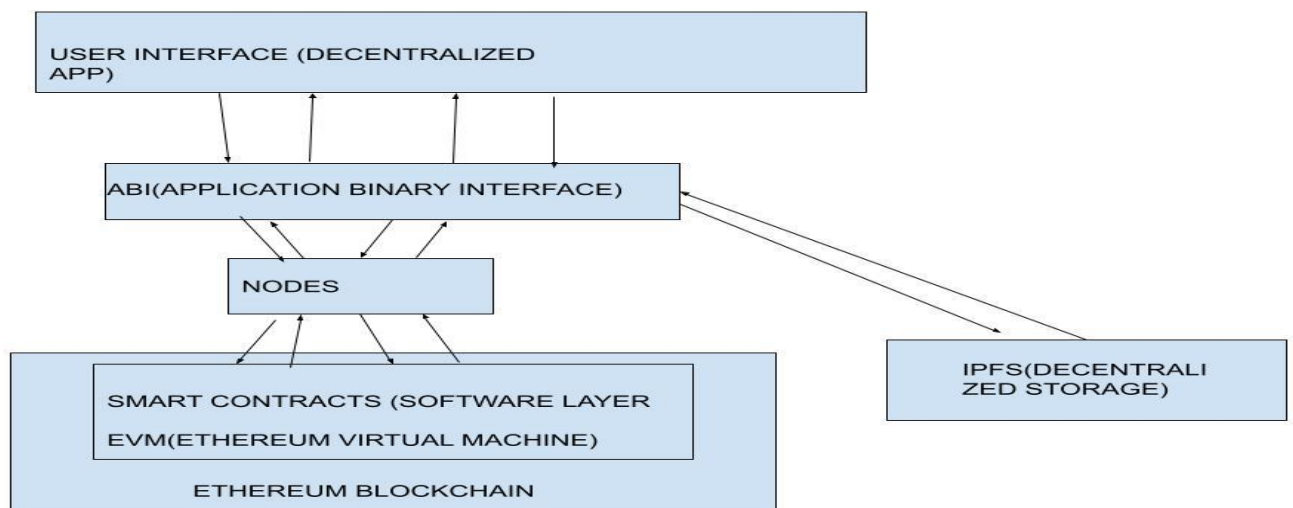 USER INTERFACE (DECENTRALIZED
APP)
ABI(APPLICATION BINARY INTERFACE)
NODES
SMART CONTRACTS (SOFTWARE LAYER
EVM(ETHEREUM VIRTUAL MACHINE)
ETHEREUM BLOCKCHAIN
IPFS(DECENTRALI
ZED STORAGE)